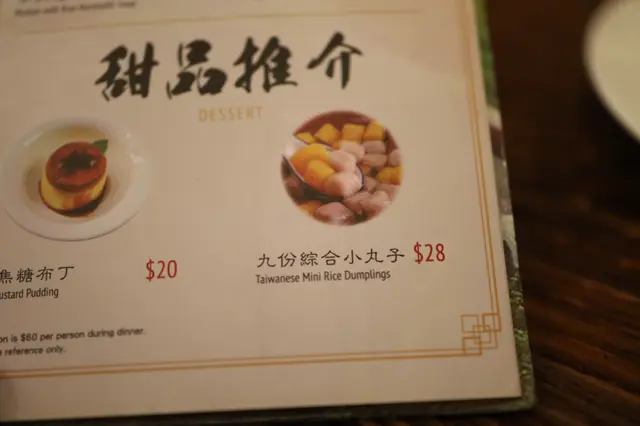 甜品推介
DESSERT
焦糖布丁 $20
ustard Pudding
九份綜合小丸子 $28
Taiwanese Mini Rice Dumplings
on is $60 per person during dinner.
reference only.